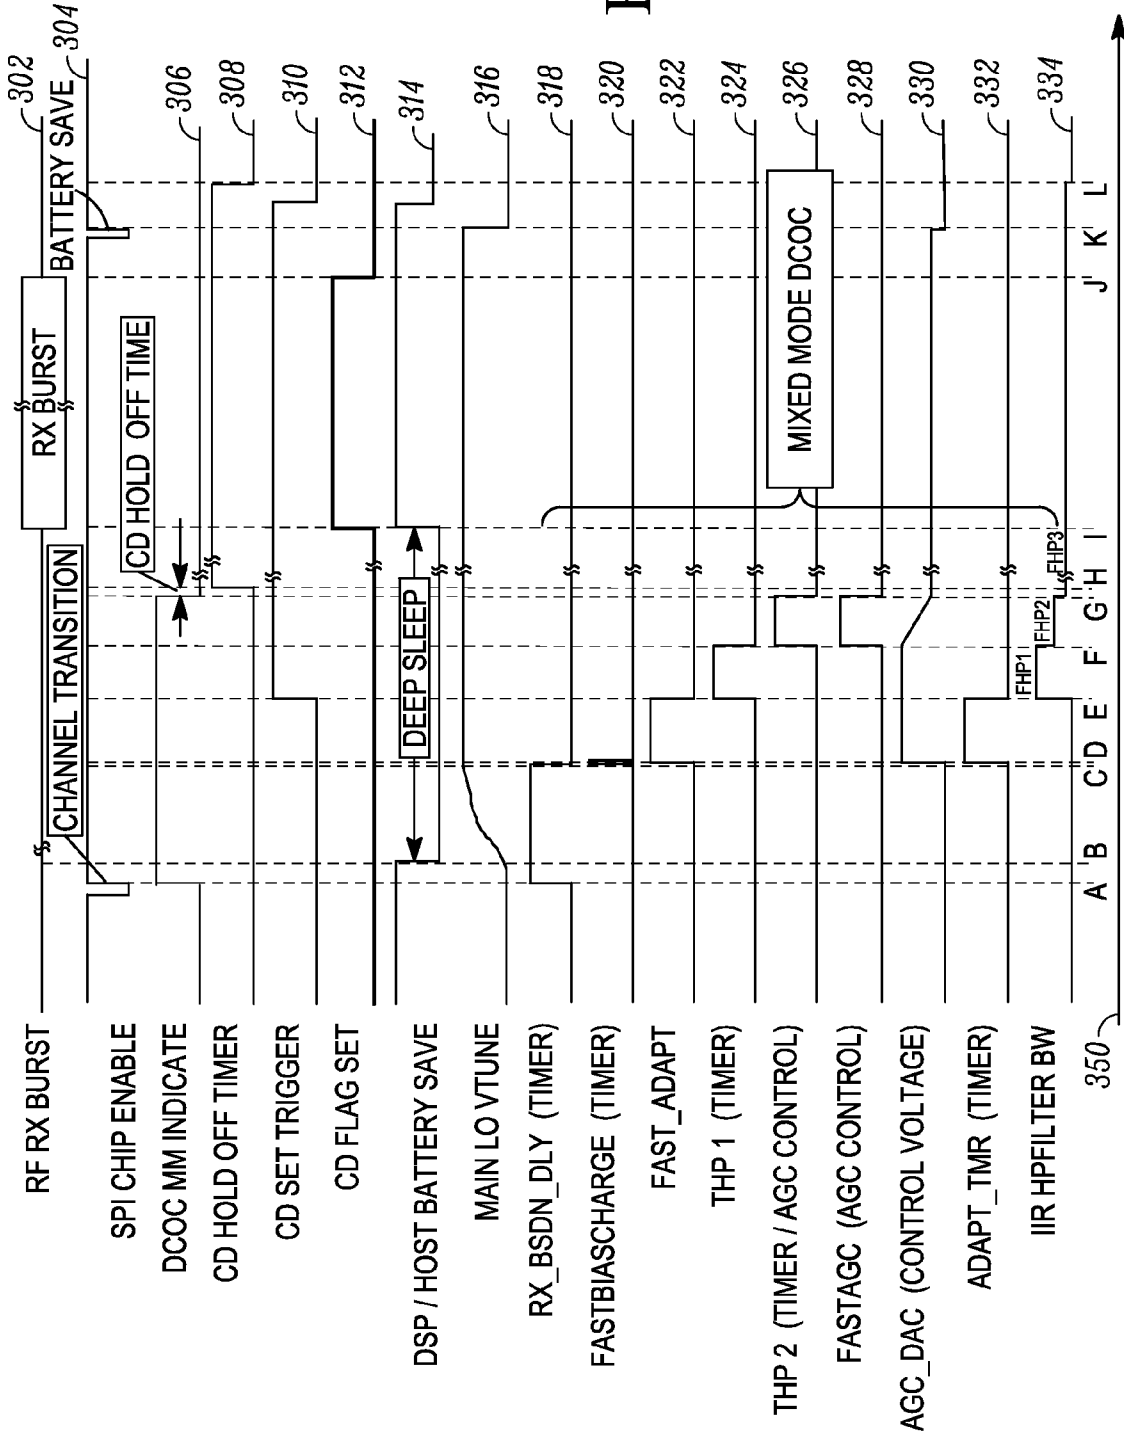 RF RX BURST
RX BURST
302
SPI CHIP ENABLE
CHANNEL TRANSITION
BATTERY SAVE
304
DCOC MM INDICATE
CD HOLD OFF TIME
306
CD HOLD OFF TIMER
308
CD SET TRIGGER
310
CD FLAG SET
312
DSP / HOST BATTERY SAVE
DEEP SLEEP
314
MAIN LO VTUNE
316
RX_BSDN_DLY (TIMER)
318
FASTBIASCHARGE (TIMER)
320
FAST_ADAPT
322
THP 1 (TIMER)
324
THP 2 (TIMER / AGC CONTROL)
MIXED MODE DCOC
326
FASTAGC (AGC CONTROL)
328
AGC_DAC (CONTROL VOLTAGE)
330
ADAPT_TMR (TIMER)
332
IIR HPFILTER BW
FHP1
FHP2
FHP3
334
A B C D E F G H I J K L
350